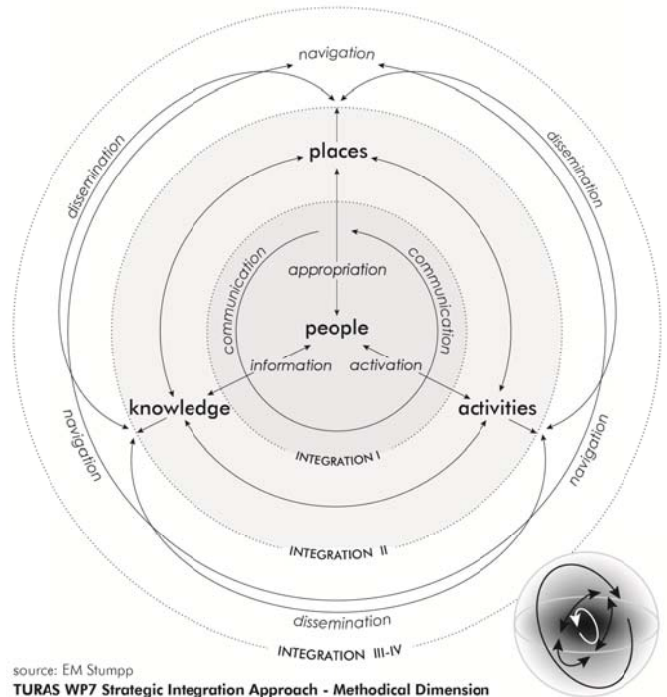 navigation
dissemination
dissemination
places
communication
communication
appropriation
people
information
activation
knowledge
activities
navigation
navigation
INTEGRATION I
INTEGRATION II
dissemination
INTEGRATION III-IV
source: EM Stumpp
TURAS WP7 Strategic Integration Approach - Methodical Dimension